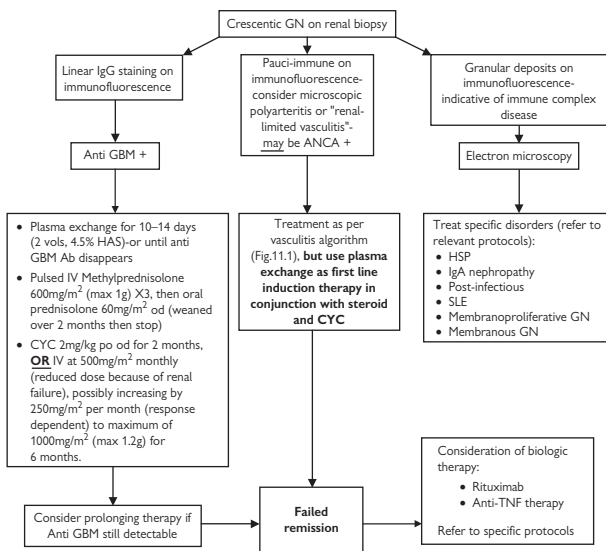 Crescentic GN on renal biopsy
Linear IgG staining on
immunofluorescence
Pauci-immune on
immunofluorescence-
consider microscopic
polyarteritis or "renal-
limited vasculitis"-
may be ANCA +
Granular deposits on
immunofluorescence-
indicative of immune complex
disease
Anti GBM +
Electron microscopy
• Plasma exchange for 10–14 days
(2 vols, 4.5% HAS)-or until anti
GBM Ab disappears
• Pulsed IV Methylprednisolone
600mg/m² (max 1g) X3, then oral
prednisolone 60mg/m² od (weaned
over 2 months then stop)
• CYC 2mg/kg po od for 2 months,
OR IV at 500mg/m² monthly
(reduced dose because of renal
failure), possibly increasing by
250mg/m² per month (response
dependent) to maximum of
1000mg/m² (max 1.2g) for
6 months.
Treatment as per
vasculitis algorithm
(Fig.11.1), but use plasma
exchange as first line
induction therapy in
conjunction with steroid
and CYC
Treat specific disorders (refer to
relevant protocols):
• HSP
• IgA nephropathy
• Post-infectious
• SLE
• Membranoproliferative GN
• Membranous GN
Consider prolonging therapy if
Anti GBM still detectable
Failed
remission
Consideration of biologic
therapy:
• Rituximab
• Anti-TNF therapy
Refer to specific protocols